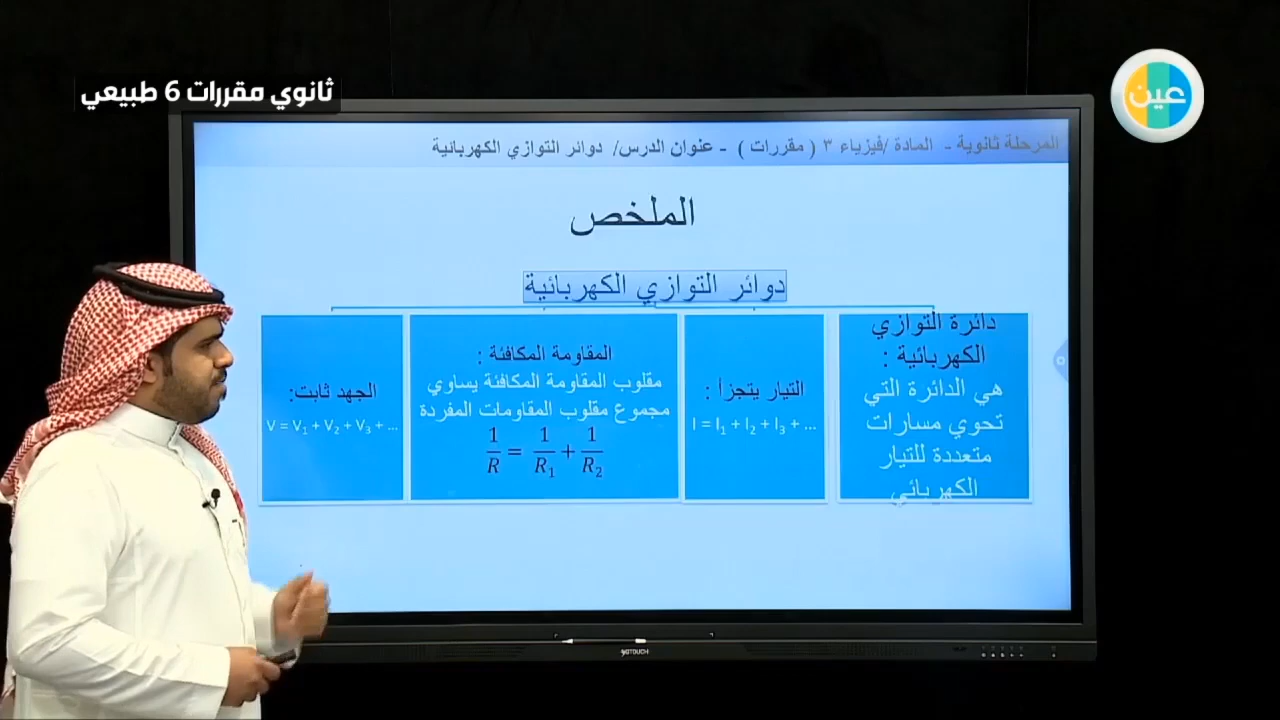 ثانوي مقررات 6 طبيعي
عين
المرحلة ثانوية - المادة /فيزياء ٣ ( مقررات ) - عنوان الدرس/ دوائر التوازي الكهربائية
الملخص
دوائر التوازي الكهربائية
دائرة التوازي
الكهربائية :
هي الدائرة التي
تحوي مسارات
متعددة للتيار
الكهربائي
التيار يتجزأ :
I = I₁ + I₂ + I₃ + ...
المقاومة المكافئة :
مقلوب المقاومة المكافئة يساوي
مجموع مقلوب المقاومات المفردة
1/R = 1/R₁ + 1/R₂
الجهد ثابت:
V = V₁ + V₂ + V₃ + ...